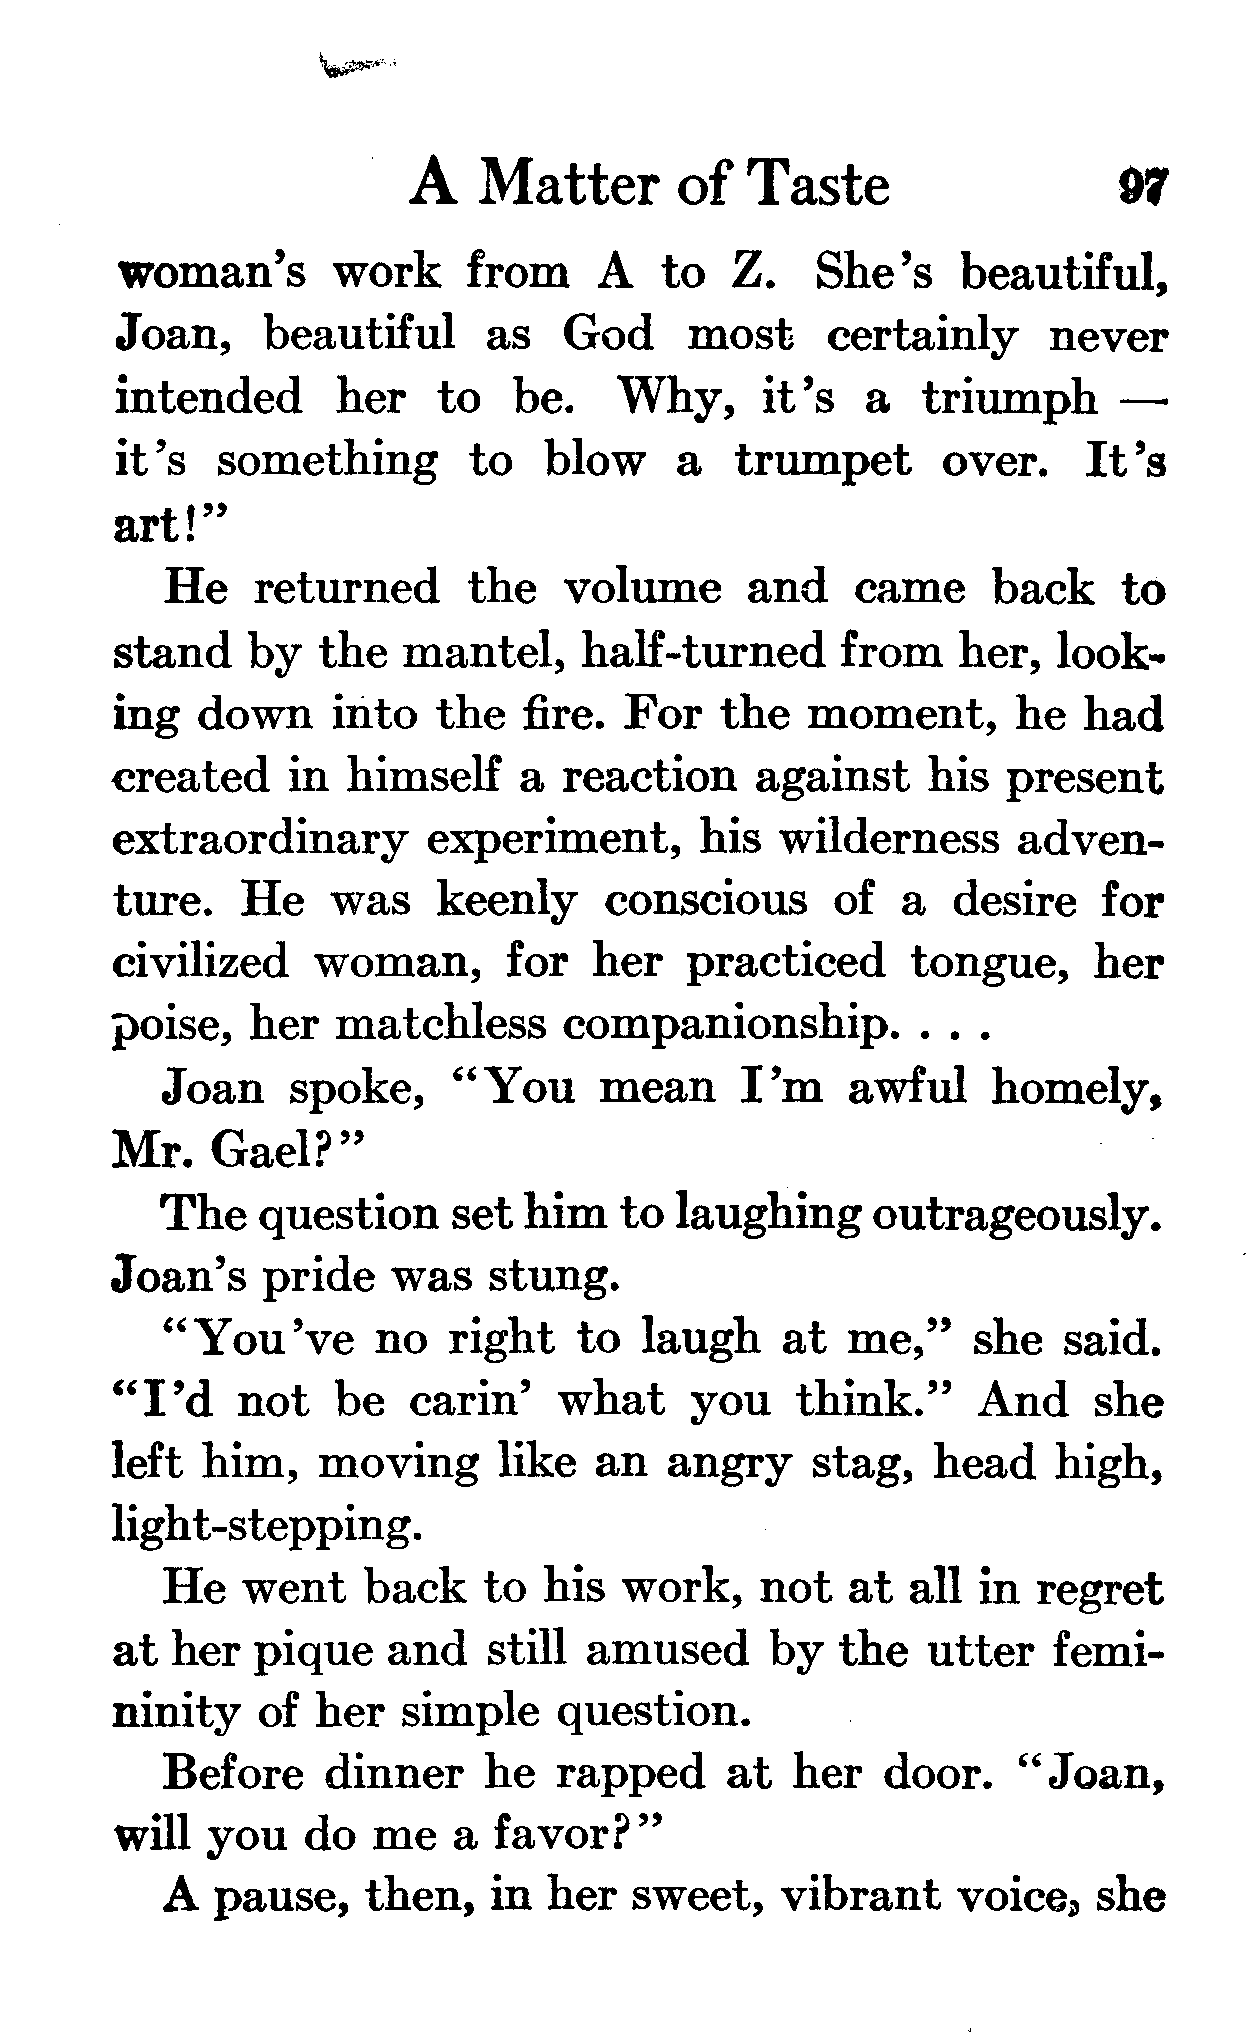 A Matter of Taste 97
woman's work from A to Z. She's beautiful,
Joan, beautiful as God most certainly never
intended her to be. Why, it's a triumph —
it's something to blow a trumpet over. It's
art!"
He returned the volume and came back to
stand by the mantel, half-turned from her, look-
ing down into the fire. For the moment, he had
created in himself a reaction against his present
extraordinary experiment, his wilderness adven-
ture. He was keenly conscious of a desire for
civilized woman, for her practiced tongue, her
poise, her matchless companionship. . . .
Joan spoke, "You mean I'm awful homely,
Mr. Gael?"
The question set him to laughing outrageously.
Joan's pride was stung.
"You've no right to laugh at me," she said.
"I'd not be carin' what you think." And she
left him, moving like an angry stag, head high,
light-stepping.
He went back to his work, not at all in regret
at her pique and still amused by the utter femi-
ninity of her simple question.
Before dinner he rapped at her door. "Joan,
will you do me a favor?"
A pause, then, in her sweet, vibrant voice, she